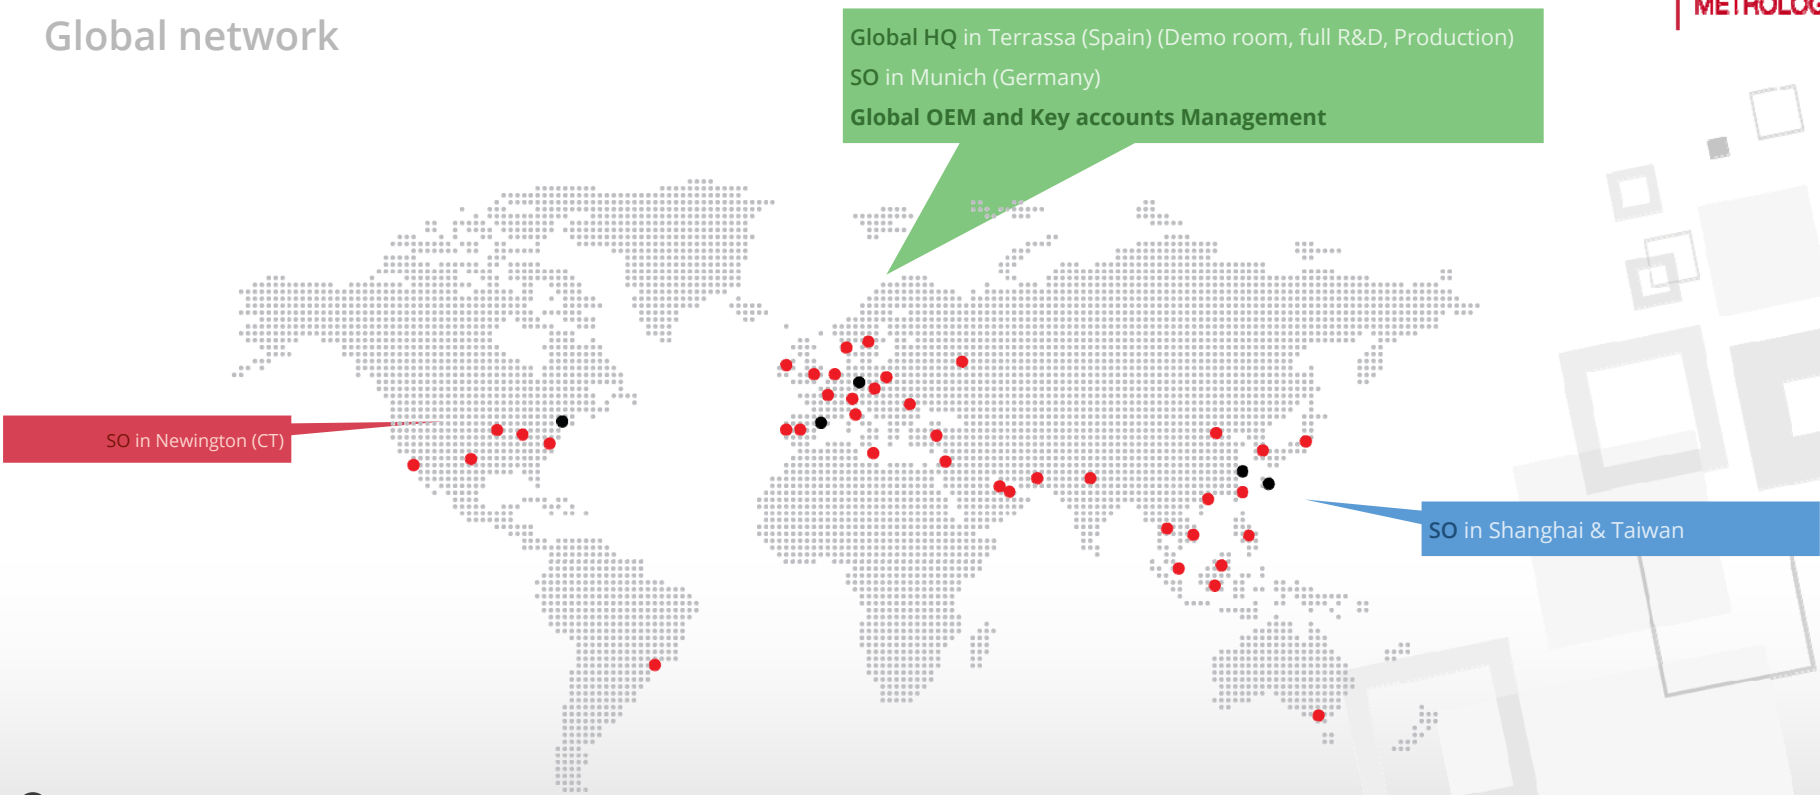 Global network
METROLOG
Global HQ in Terrassa (Spain) (Demo room, full R&D, Production)
SO in Munich (Germany)
Global OEM and Key accounts Management
SO in Newington (CT)
SO in Shanghai & Taiwan